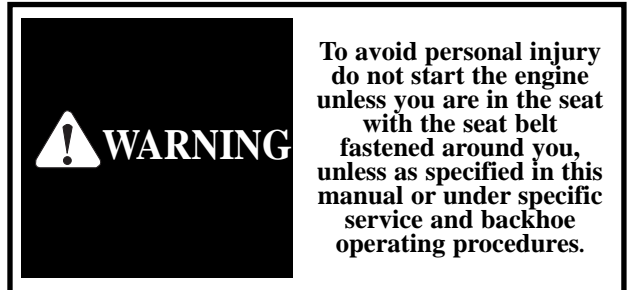 WARNING
To avoid personal injury
do not start the engine
unless you are in the seat
with the seat belt
fastened around you,
unless as specified in this
manual or under specific
service and backhoe
operating procedures.